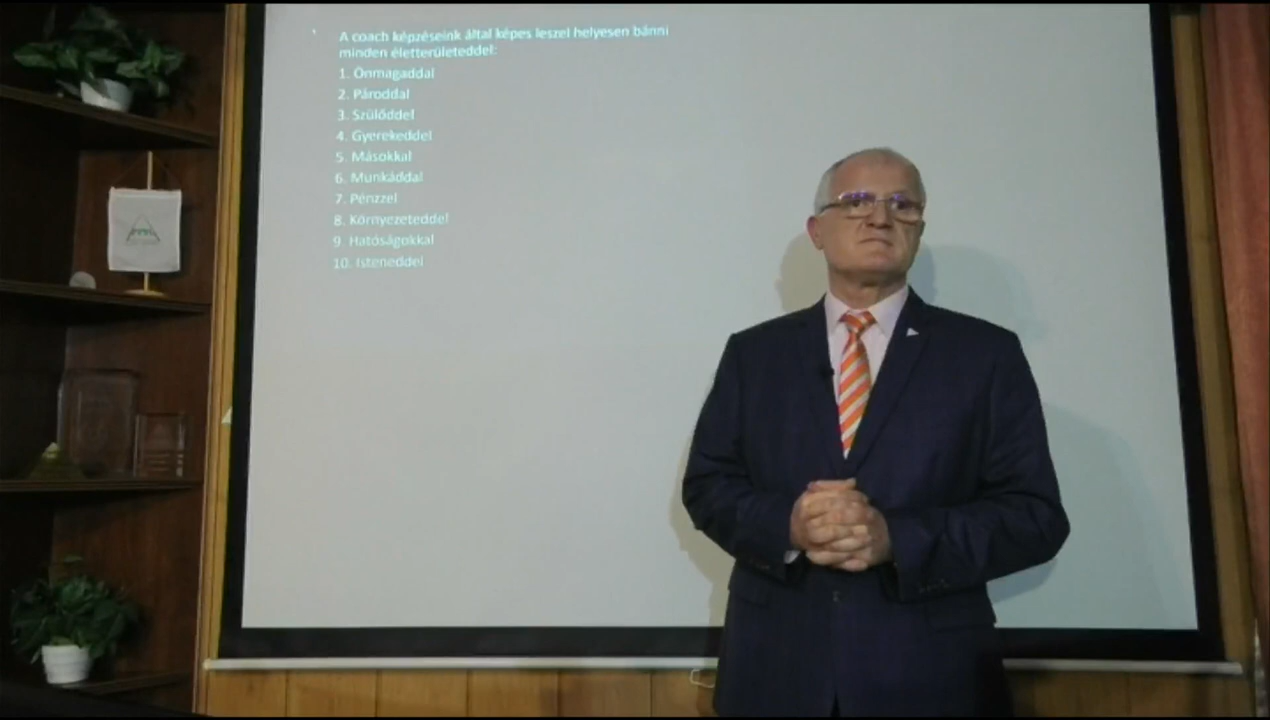 A coach képzéseink által képes leszel helyesen bánni
minden életterületeddel:
1. Önmagaddal
2. Pároddal
3. Szülőddel
4. Gyerekeddel
5. Másokkal
6. Munkáddal
7. Pénzzel
8. Környezeteddel
9. Hatóságokkal
10. Isteneddel